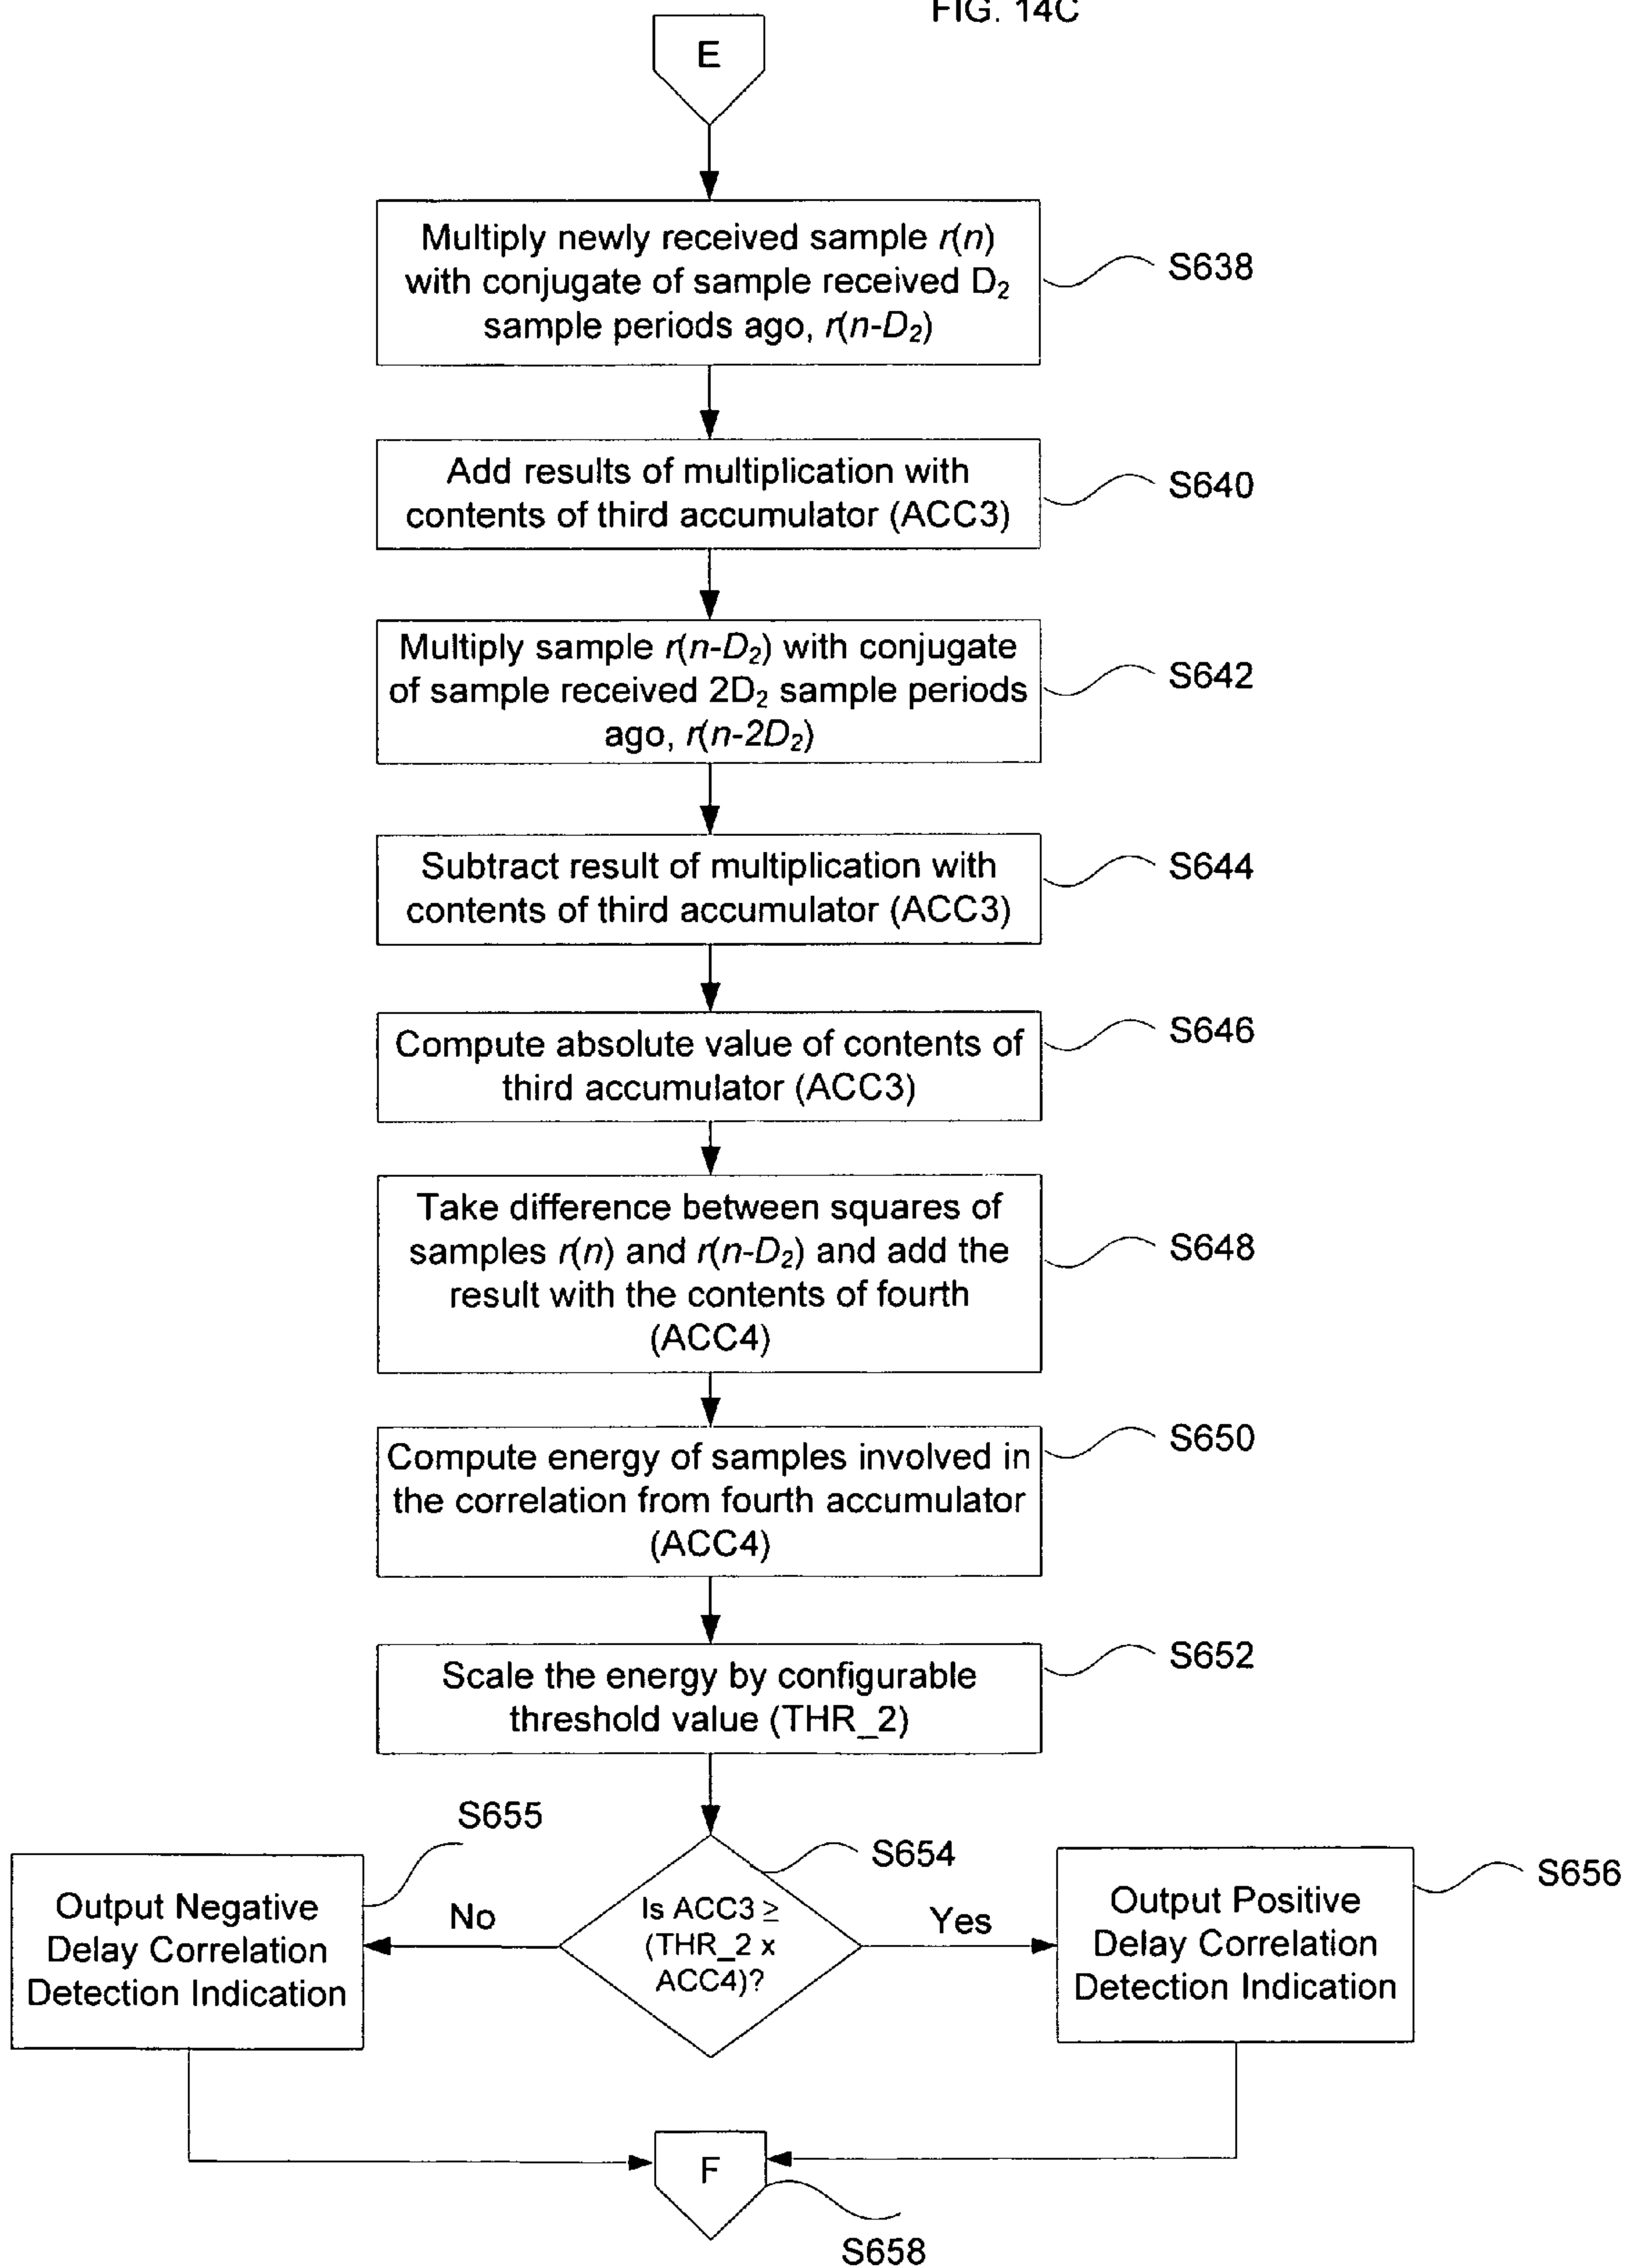 FIG. 14C
E
Multiply newly received sample r(n)
with conjugate of sample received D₂
sample periods ago, r(n-D₂)
S638
Add results of multiplication with
contents of third accumulator (ACC3)
S640
Multiply sample r(n-D₂) with conjugate
of sample received 2D₂ sample periods
ago, r(n-2D₂)
S642
Subtract result of multiplication with
contents of third accumulator (ACC3)
S644
Compute absolute value of contents of
third accumulator (ACC3)
S646
Take difference between squares of
samples r(n) and r(n-D₂) and add the
result with the contents of fourth
(ACC4)
S648
Compute energy of samples involved in
the correlation from fourth accumulator
(ACC4)
S650
Scale the energy by configurable
threshold value (THR_2)
S652
S655
Output Negative
Delay Correlation
Detection Indication
No
Is ACC3 ≥
(THR_2 x
ACC4)?
S654
Yes
Output Positive
Delay Correlation
Detection Indication
S656
F
S658